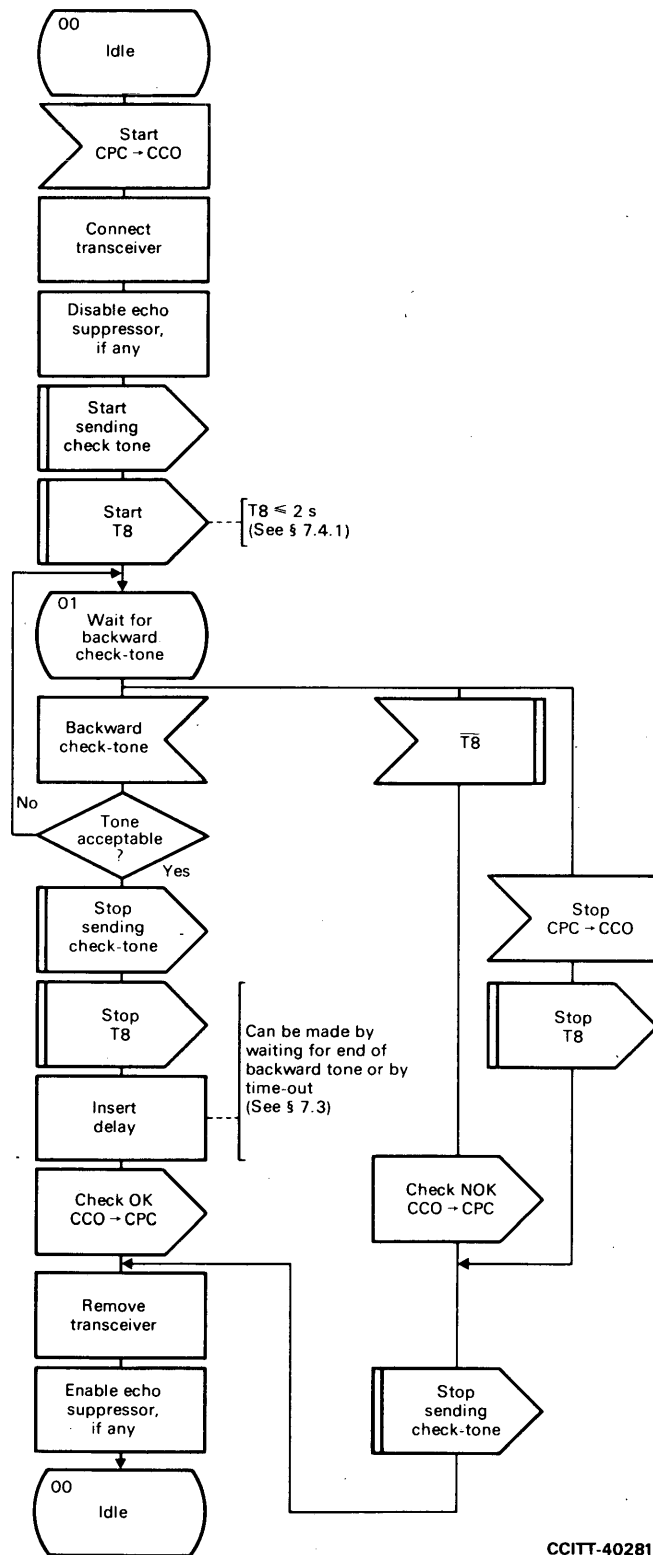 00
Idle
Start
CPC → CCO
Connect
transceiver
Disable echo
suppressor,
if any
Start
sending
check tone
Start
T8
T8 ⩽ 2 s
(See § 7.4.1)
01
Wait for
backward
check-tone
Backward
check-tone
T̅8̅
No
Tone
acceptable
?
Yes
Stop
sending
check-tone
Stop
CPC → CCO
Stop
T8
Stop
T8
Can be made by
waiting for end of
backward tone or by
time-out
(See § 7.3)
Insert
delay
Check OK
CCO → CPC
Check NOK
CCO → CPC
Remove
transceiver
Enable echo
suppressor,
if any
Stop
sending
check-tone
00
Idle
CCITT-40281